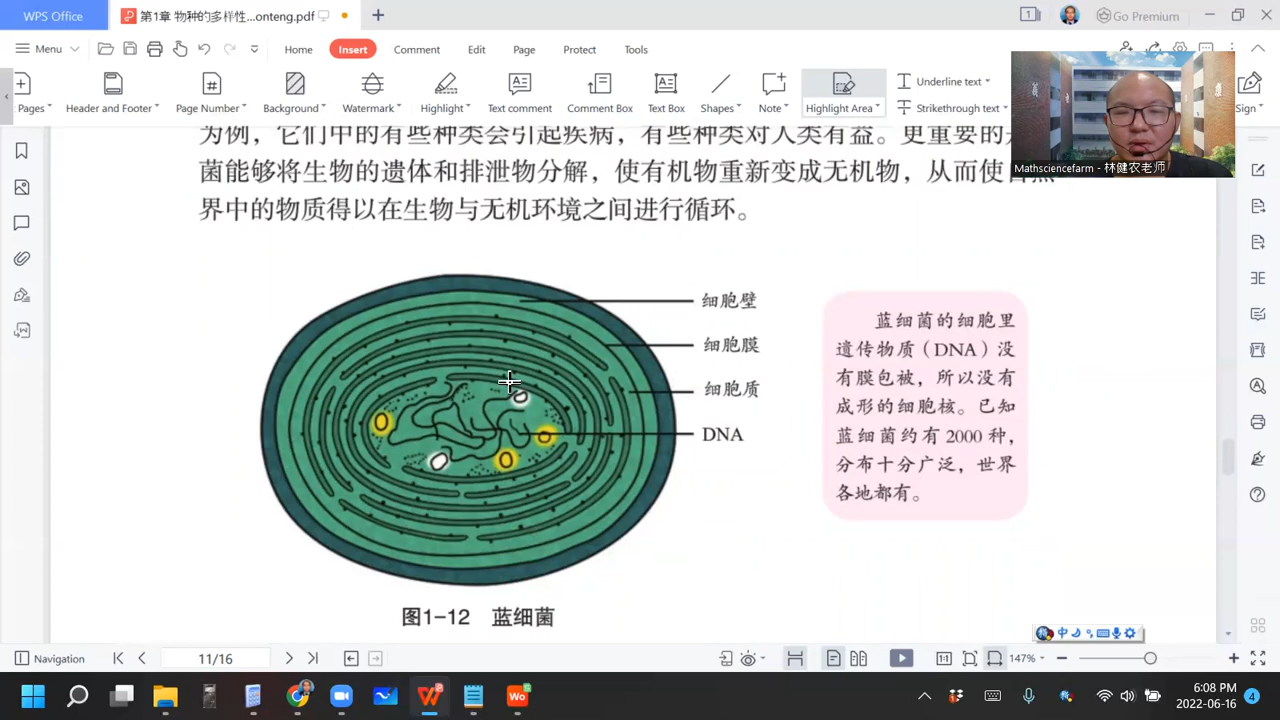 WPS Office
第1章 物种的多样性...onteng.pdf
Go Premium
Menu
Home
Insert
Comment
Edit
Page
Protect
Tools
Pages
Header and Footer
Page Number
Background
Watermark
Highlight
Text comment
Comment Box
Text Box
Shapes
Note
Highlight Area
Underline text
Strikethrough text
Sign
Mathsciencefarm - 林健农老师
为例，它们中的有些种类会引起疾病，有些种类对人类有益。更重要的是
菌能够将生物的遗体和排泄物分解，使有机物重新变成无机物，从而使自然
界中的物质得以在生物与无机环境之间进行循环。
细胞壁
细胞膜
细胞质
DNA
蓝细菌的细胞里
遗传物质（DNA）没
有膜包被，所以没有
成形的细胞核。已知
蓝细菌约有 2000 种，
分布十分广泛，世界
各地都有。
图1-12 蓝细菌
中
Navigation
11/16
147%
6:08 PM
2022-06-16
4